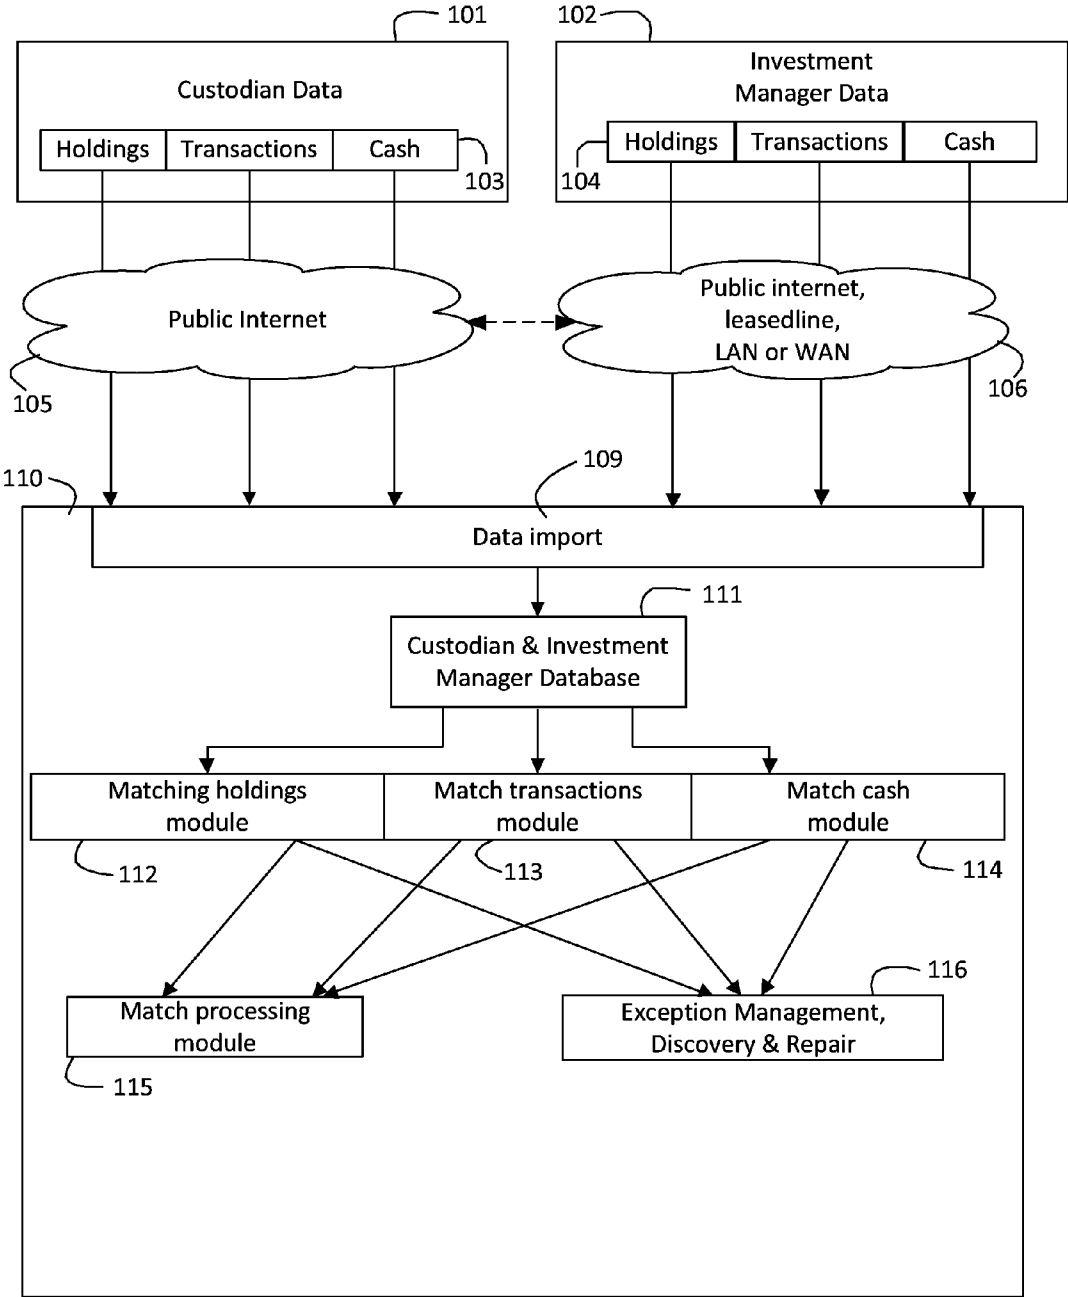 101
102
Custodian Data
Investment
Manager Data
Holdings
Transactions
Cash
103
Holdings
Transactions
Cash
104
Public Internet
Public internet,
leasedline,
LAN or WAN
105
106
109
110
Data import
111
Custodian & Investment
Manager Database
Matching holdings
module
Match transactions
module
Match cash
module
112
113
114
116
Match processing
module
Exception Management,
Discovery & Repair
115